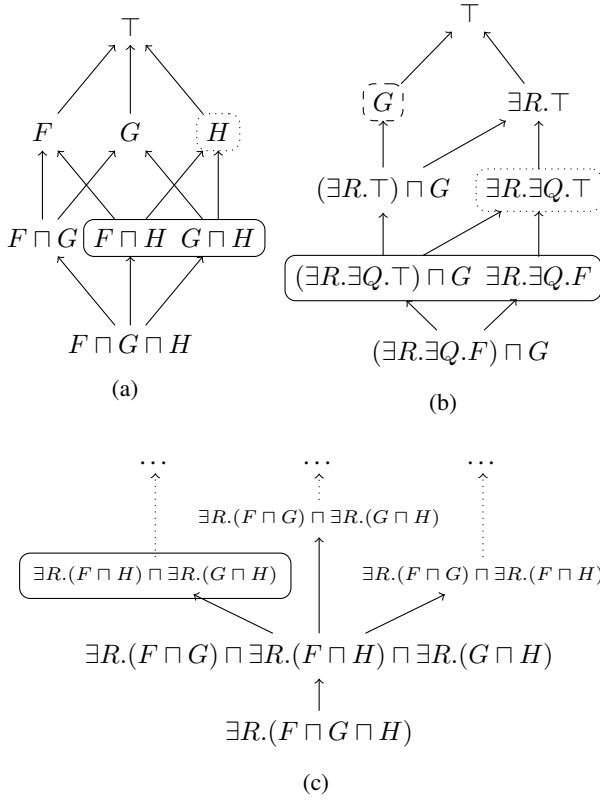 ⊤
F G H
F ⊓ G F ⊓ H G ⊓ H
F ⊓ G ⊓ H
(a)
⊤
G ∃R.⊤
(∃R.⊤) ⊓ G ∃R.∃Q.⊤
(∃R.∃Q.⊤) ⊓ G ∃R.∃Q.F
(∃R.∃Q.F) ⊓ G
(b)
... ... ...
∃R.(F ⊓ G) ⊓ ∃R.(G ⊓ H)
∃R.(F ⊓ H) ⊓ ∃R.(G ⊓ H) ∃R.(F ⊓ G) ⊓ ∃R.(F ⊓ H)
∃R.(F ⊓ G) ⊓ ∃R.(F ⊓ H) ⊓ ∃R.(G ⊓ H)
∃R.(F ⊓ G ⊓ H)
(c)